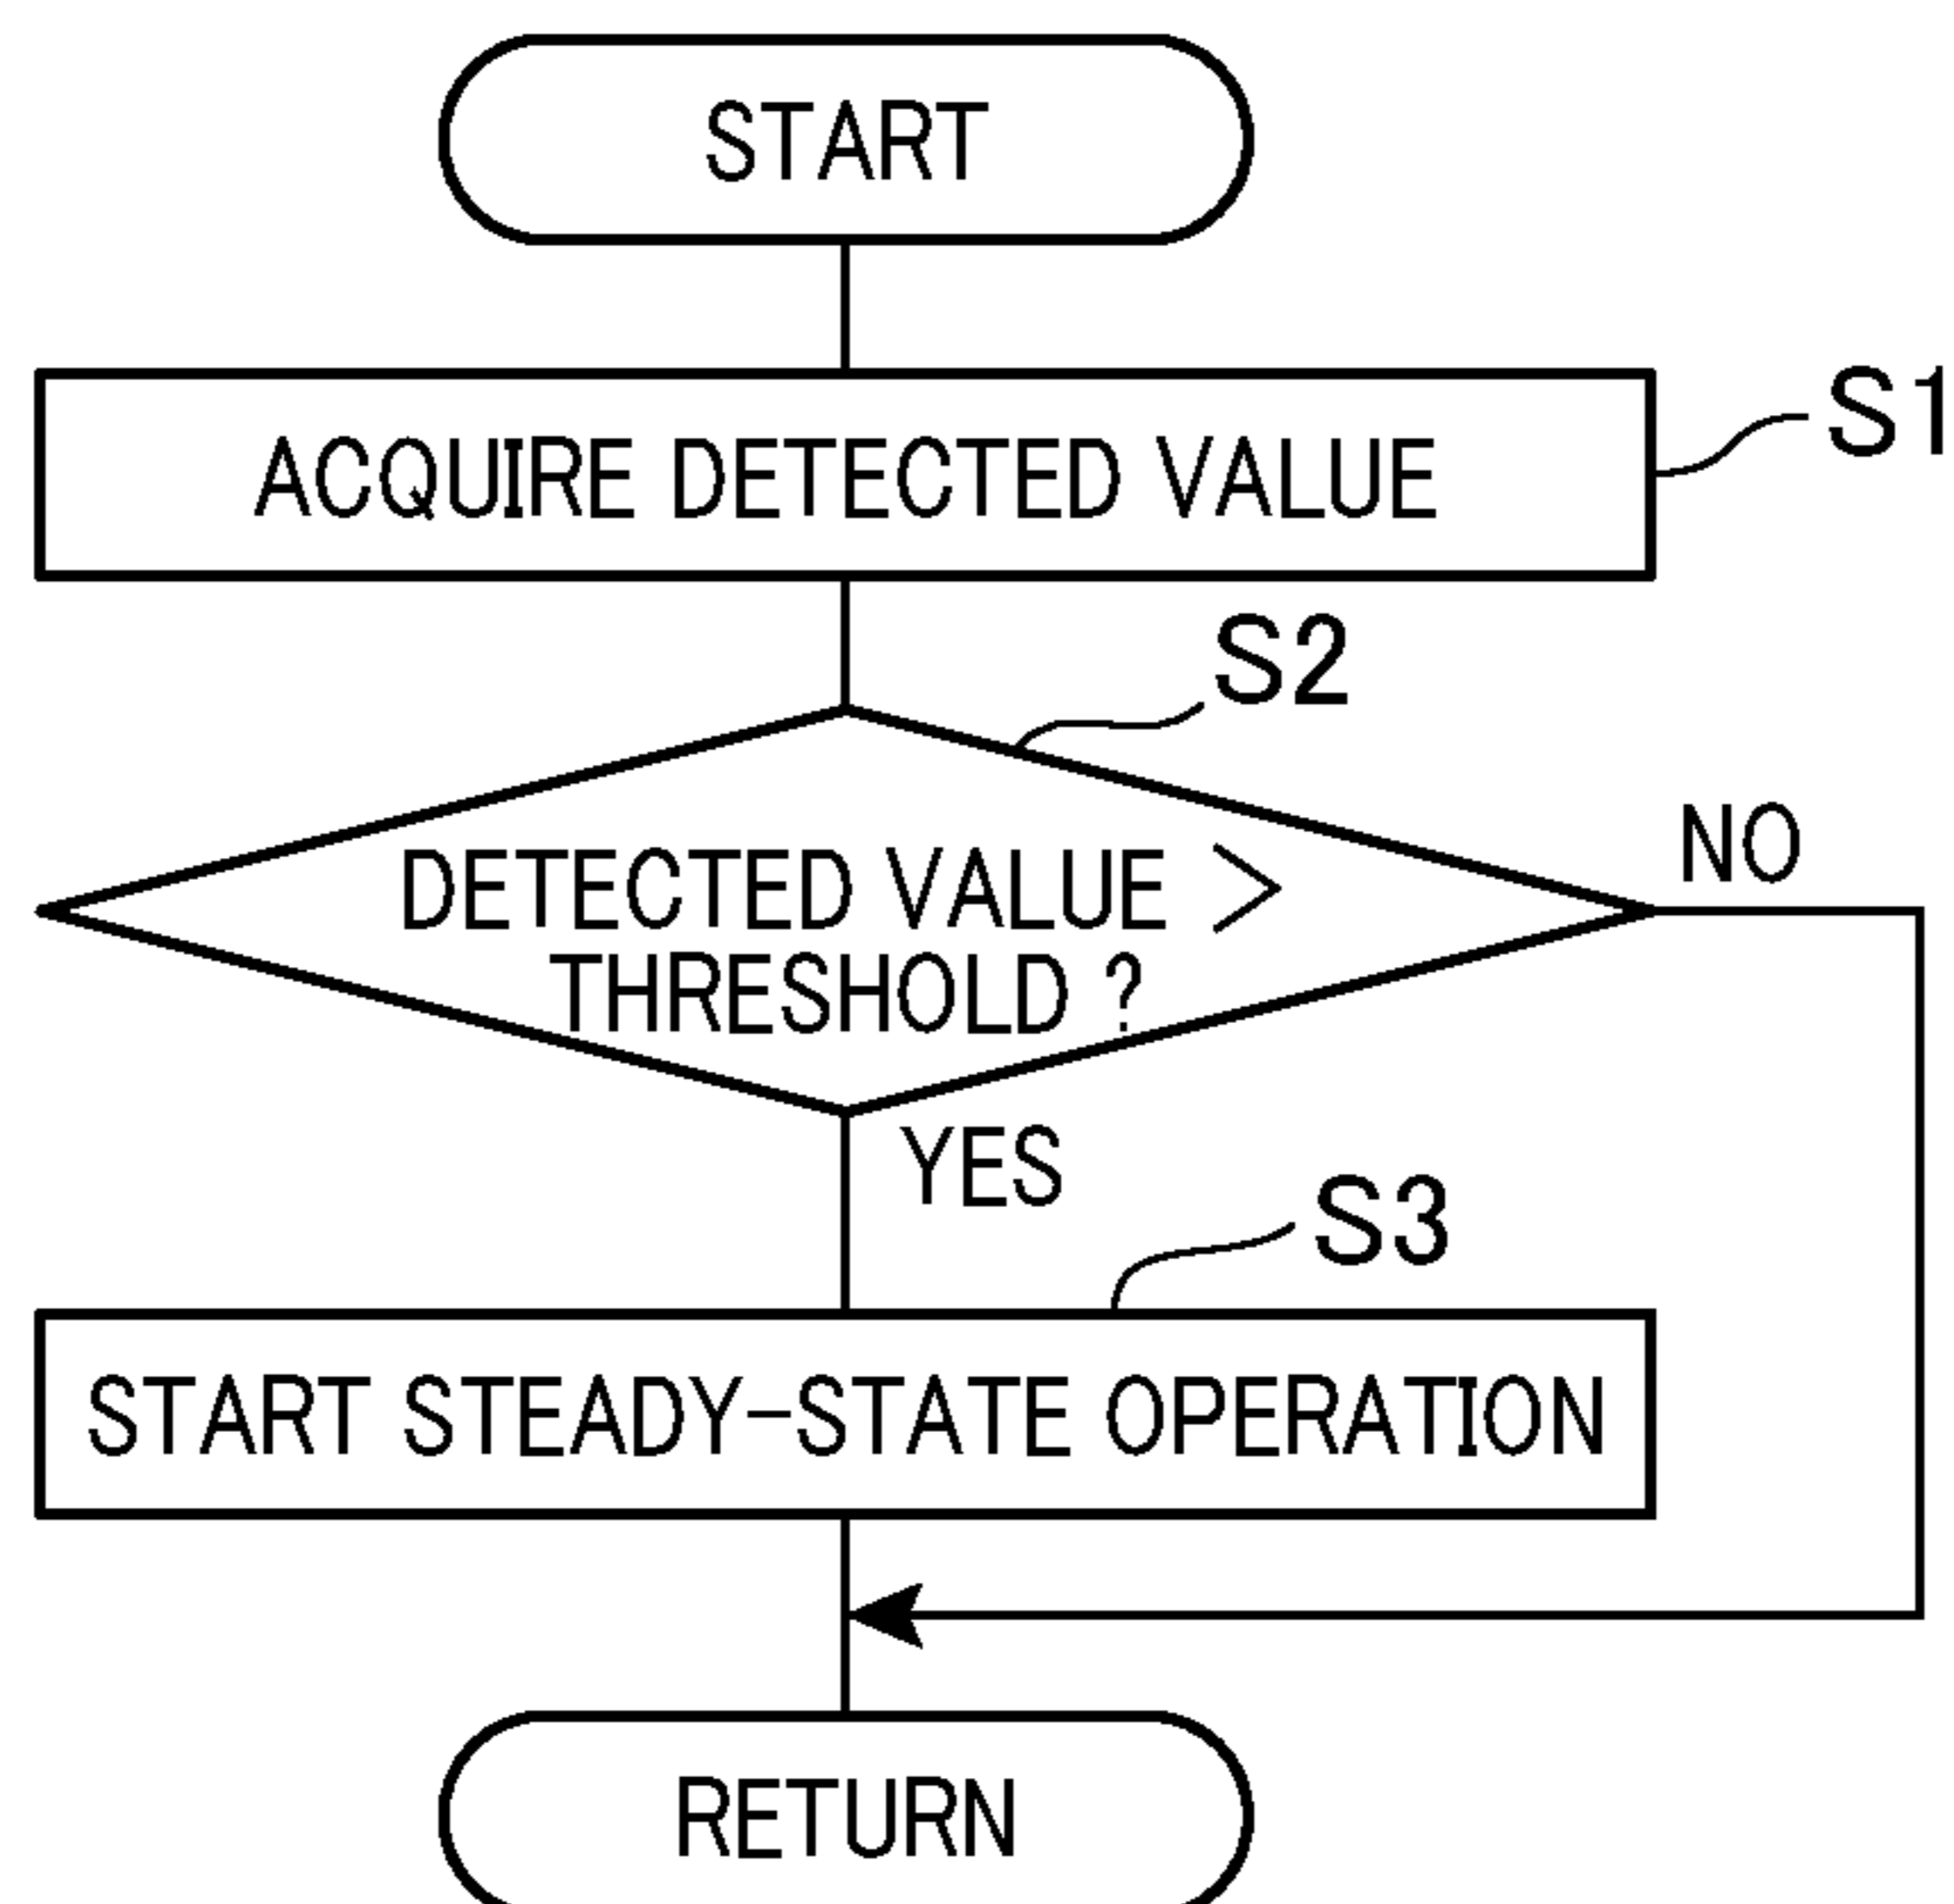 START
ACQUIRE DETECTED VALUE
S1
S2
DETECTED VALUE >
THRESHOLD ?
NO
YES
S3
START STEADY-STATE OPERATION
RETURN